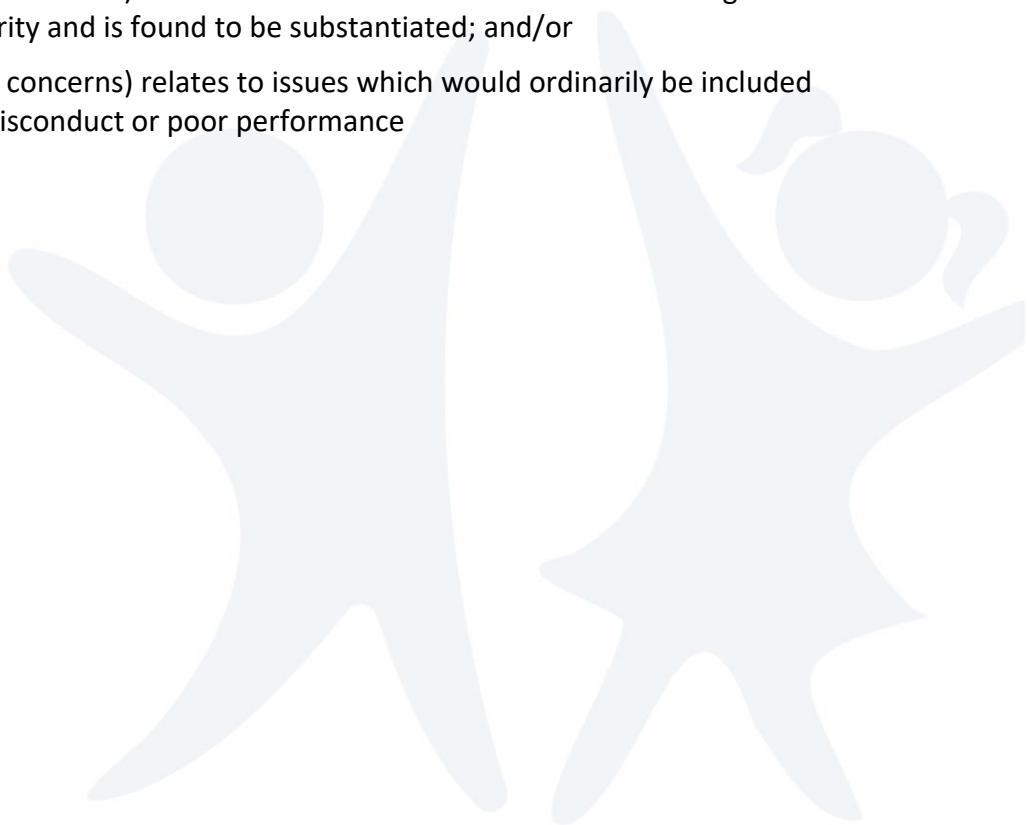 rity and is found to be substantiated; and/or
concerns) relates to issues which would ordinarily be included
isconduct or poor performance